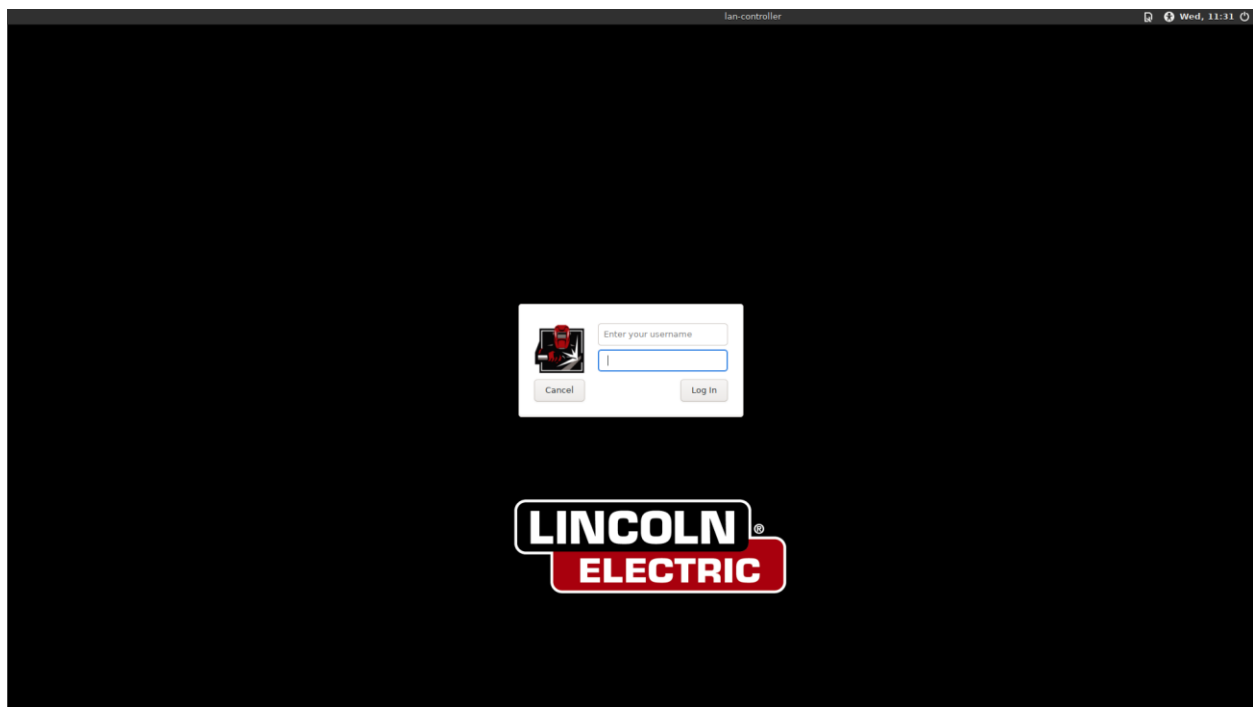 lan-controller
Wed, 11:31
Enter your username
Cancel
Log In
LINCOLN
®
ELECTRIC